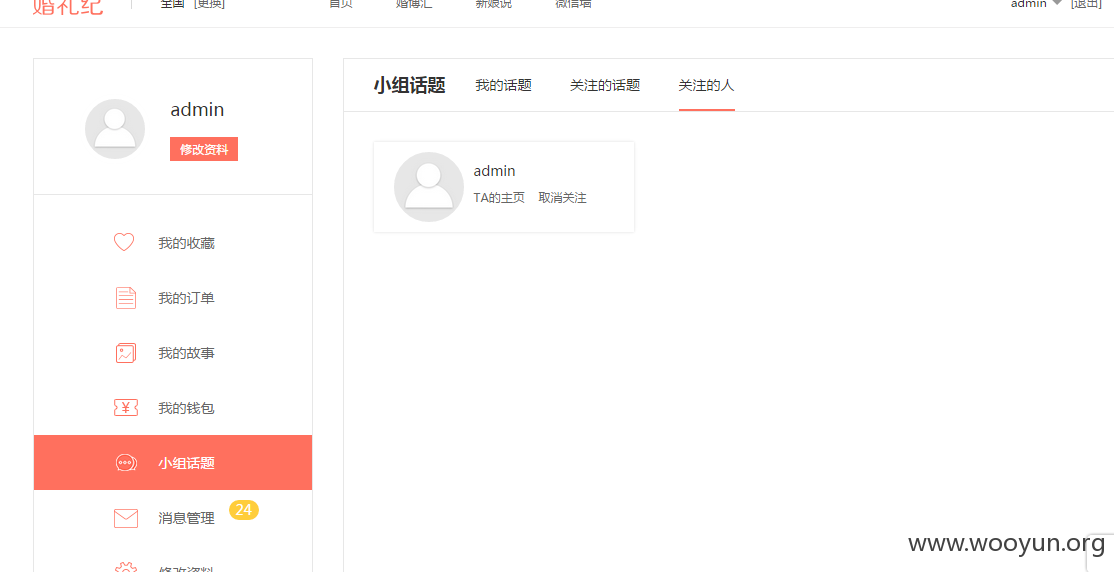 婚礼纪 全国 [更换] 首页 婚博汇 新娘说 微信墙 admin [退出]
admin
修改资料
我的收藏
我的订单
我的故事
我的钱包
小组话题
消息管理 24
修改资料
小组话题 我的话题 关注的话题 关注的人
admin
TA的主页 取消关注
www.wooyun.org